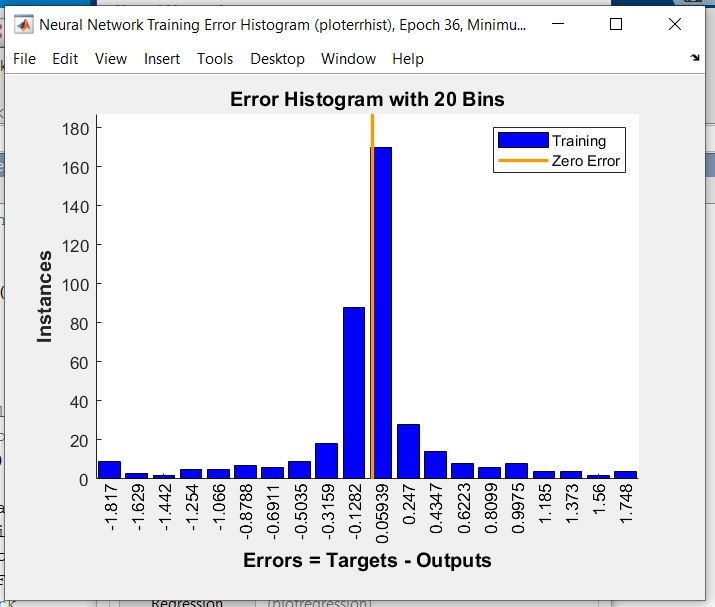 Neural Network Training Error Histogram (ploterrhist), Epoch 36, Minimu...
File Edit View Insert Tools Desktop Window Help
Error Histogram with 20 Bins
180
160
140
120
100
80
60
40
20
0
Instances
Training
Zero Error
-1.817 -1.629 -1.442 -1.254 -1.066 -0.8788 -0.6911 -0.5035 -0.3159 -0.1282 0.05939 0.247 0.4347 0.6223 0.8099 0.9975 1.185 1.373 1.56 1.748
Errors = Targets - Outputs
Regression (plotregression)